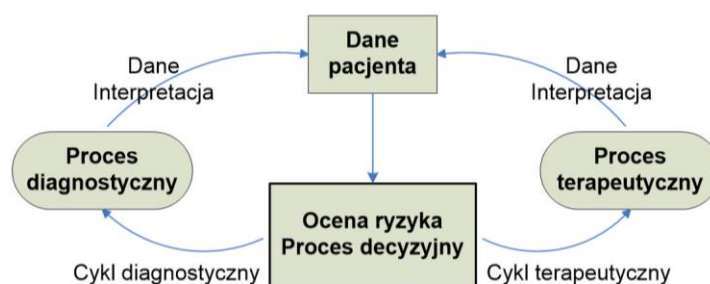 Dane
pacjenta
Dane
Interpretacja
Dane
Interpretacja
Proces
diagnostyczny
Proces
terapeutyczny
Ocena ryzyka
Proces decyzyjny
Cykl diagnostyczny
Cykl terapeutyczny